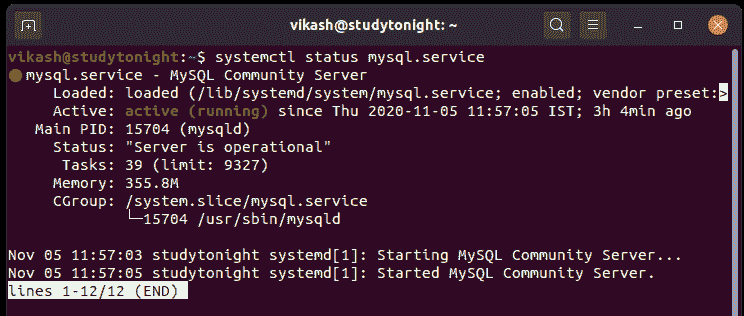 vikash@studytonight: ~
vikash@studytonight:~$ systemctl status mysql.service
● mysql.service - MySQL Community Server
Loaded: loaded (/lib/systemd/system/mysql.service; enabled; vendor preset:>
Active: active (running) since Thu 2020-11-05 11:57:05 IST; 3h 4min ago
Main PID: 15704 (mysqld)
Status: "Server is operational"
Tasks: 39 (limit: 9327)
Memory: 355.8M
CGroup: /system.slice/mysql.service
└─15704 /usr/sbin/mysqld
Nov 05 11:57:03 studytonight systemd[1]: Starting MySQL Community Server...
Nov 05 11:57:05 studytonight systemd[1]: Started MySQL Community Server.
lines 1-12/12 (END)